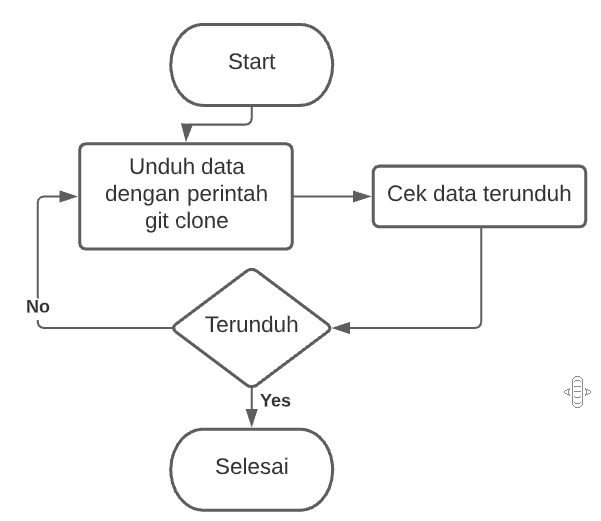 Start
Unduh data
dengan perintah
git clone
Cek data terunduh
No
Terunduh
Yes
Selesai